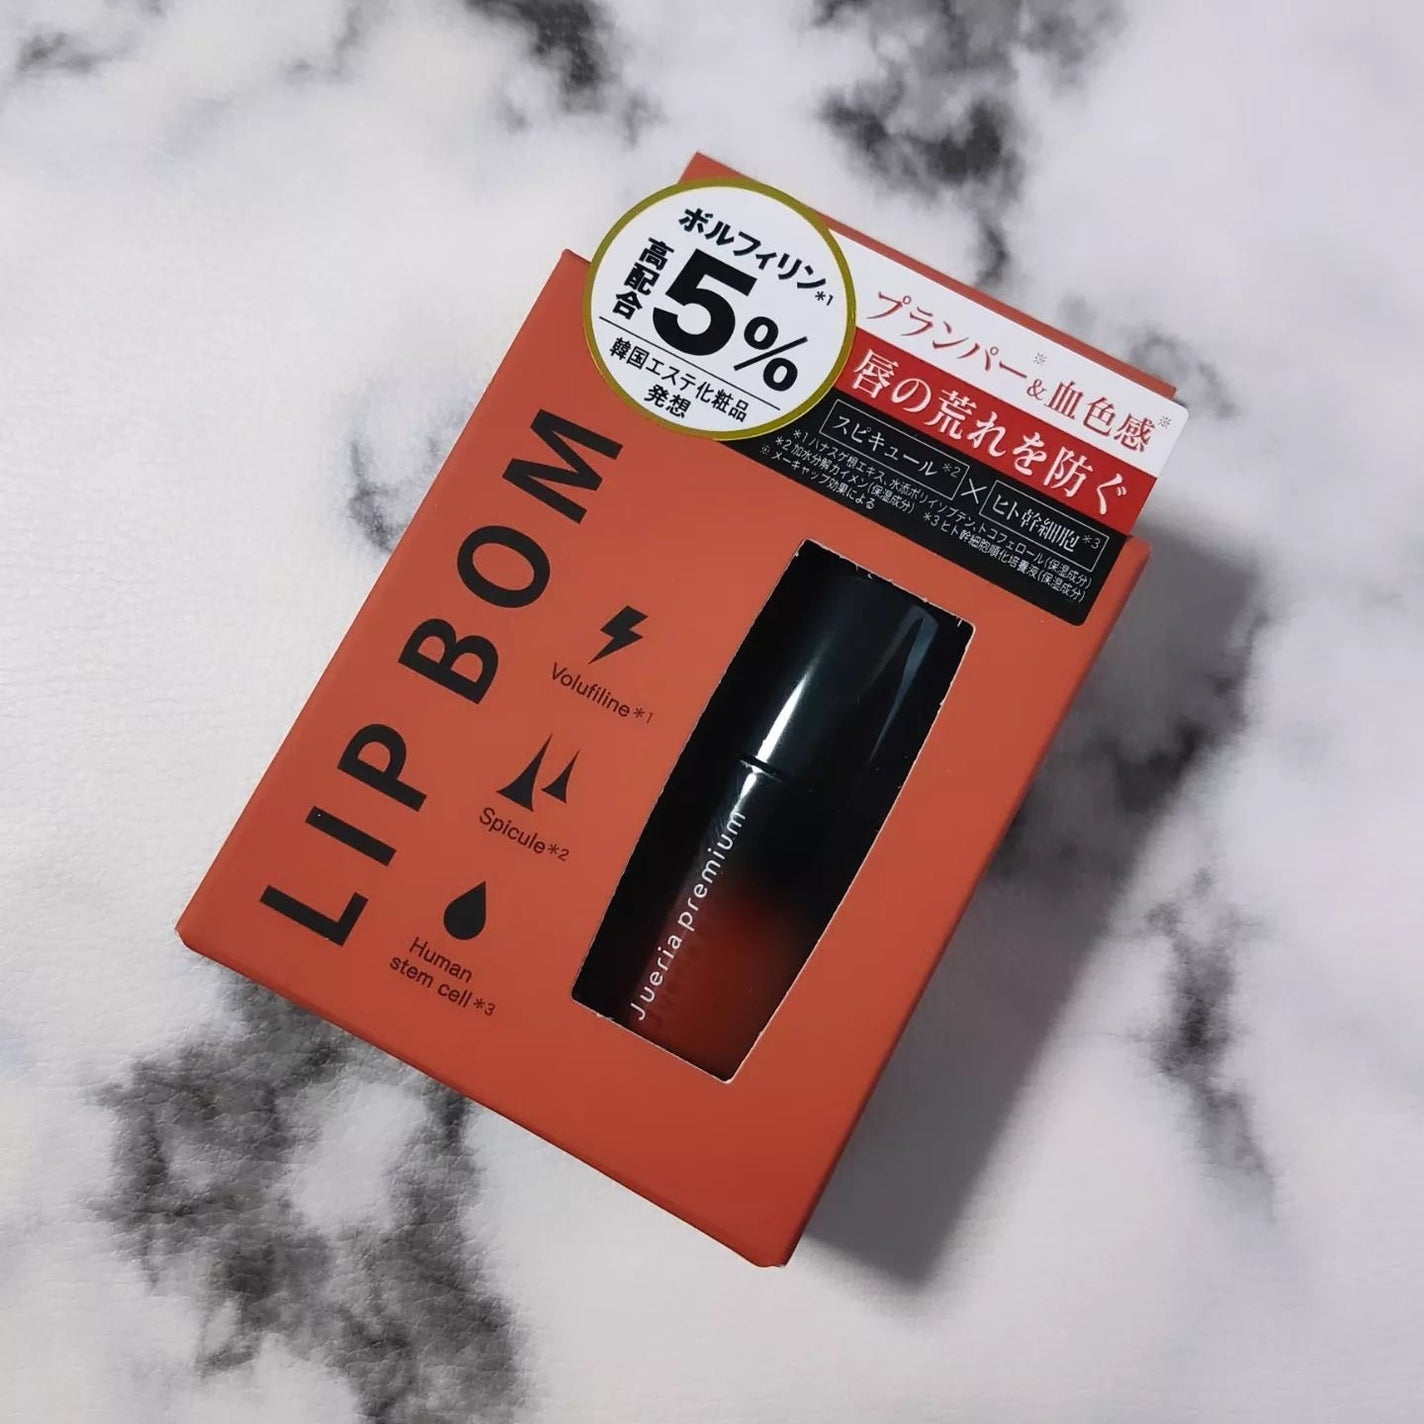 ボルフィリン*1
高配合
5%
韓国エステ化粧品
発想
プランパー※&血色感※
唇の荒れを防ぐ
スピキュール*2 × ヒト幹細胞*3
*1ハナスゲ根エキス、水添ポリイソブテン、トコフェロール(保湿成分)
*2加水分解カイメン(保湿成分) *3ヒト幹細胞順化培養液(保湿成分)
※メーキャップ効果による
LIP BOM
Volufiline*1
Spicule*2
Human
stem cell*3
Jueria premium